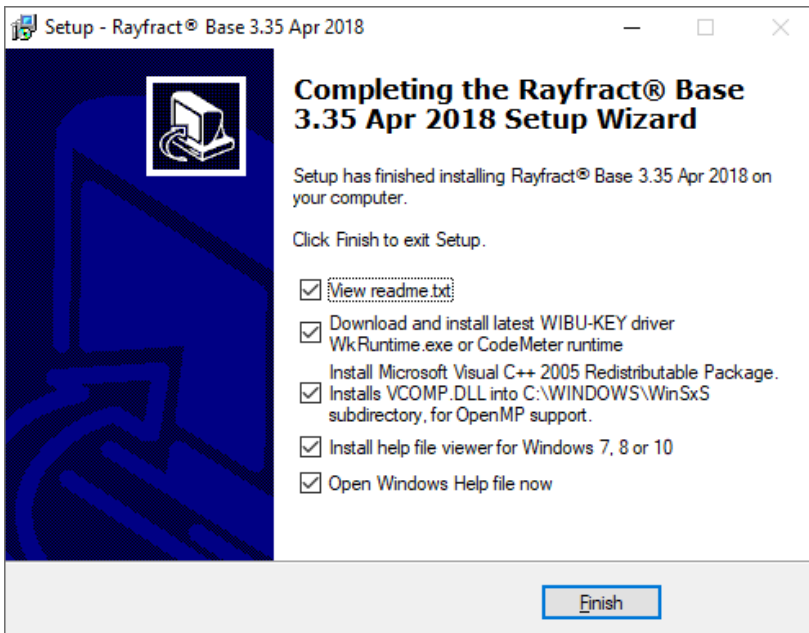 Setup - Rayfract® Base 3.35 Apr 2018
Completing the Rayfract® Base
3.35 Apr 2018 Setup Wizard
Setup has finished installing Rayfract® Base 3.35 Apr 2018 on
your computer.
Click Finish to exit Setup.
View readme.txt
Download and install latest WIBU-KEY driver
WkRuntime.exe or CodeMeter runtime
Install Microsoft Visual C++ 2005 Redistributable Package.
Installs VCOMP.DLL into C:\WINDOWS\WinSxS
subdirectory, for OpenMP support.
Install help file viewer for Windows 7, 8 or 10
Open Windows Help file now
Finish